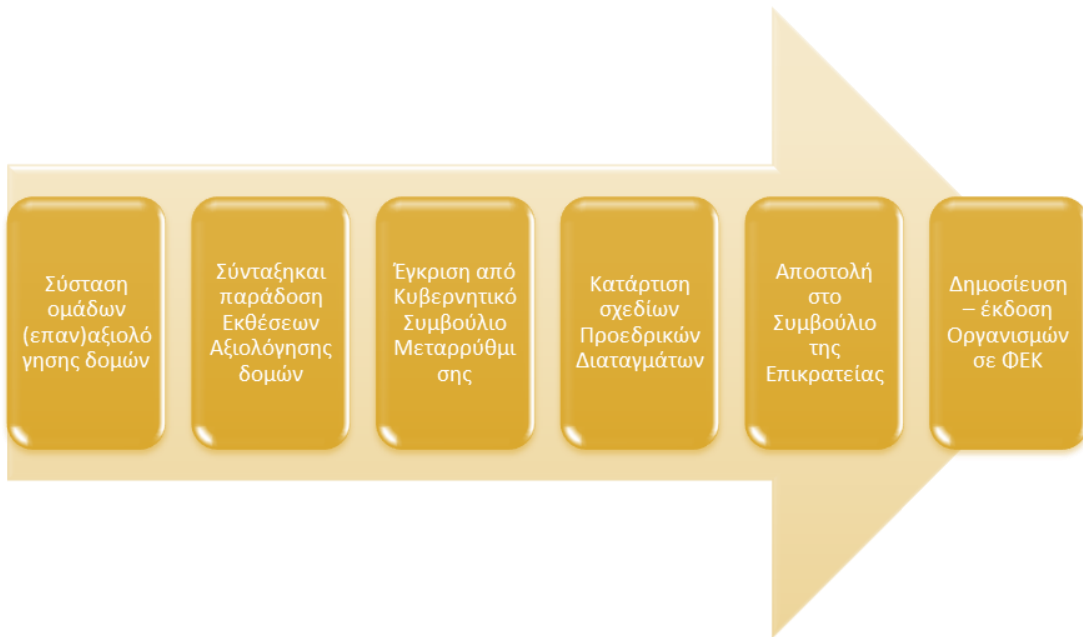 Σύσταση
ομάδων
(επαν)αξιολό
γησης δομών
Σύνταξηκαι
παράδοση
Εκθέσεων
Αξιολόγησης
δομών
Έγκριση από
Κυβερνητικό
Συμβούλιο
Μεταρρύθμι
σης
Κατάρτιση
σχεδίων
Προεδρικών
Διαταγμάτων
Αποστολή
στο
Συμβούλιο
της
Επικρατείας
Δημοσίευση
– έκδοση
Οργανισμών
σε ΦΕΚ